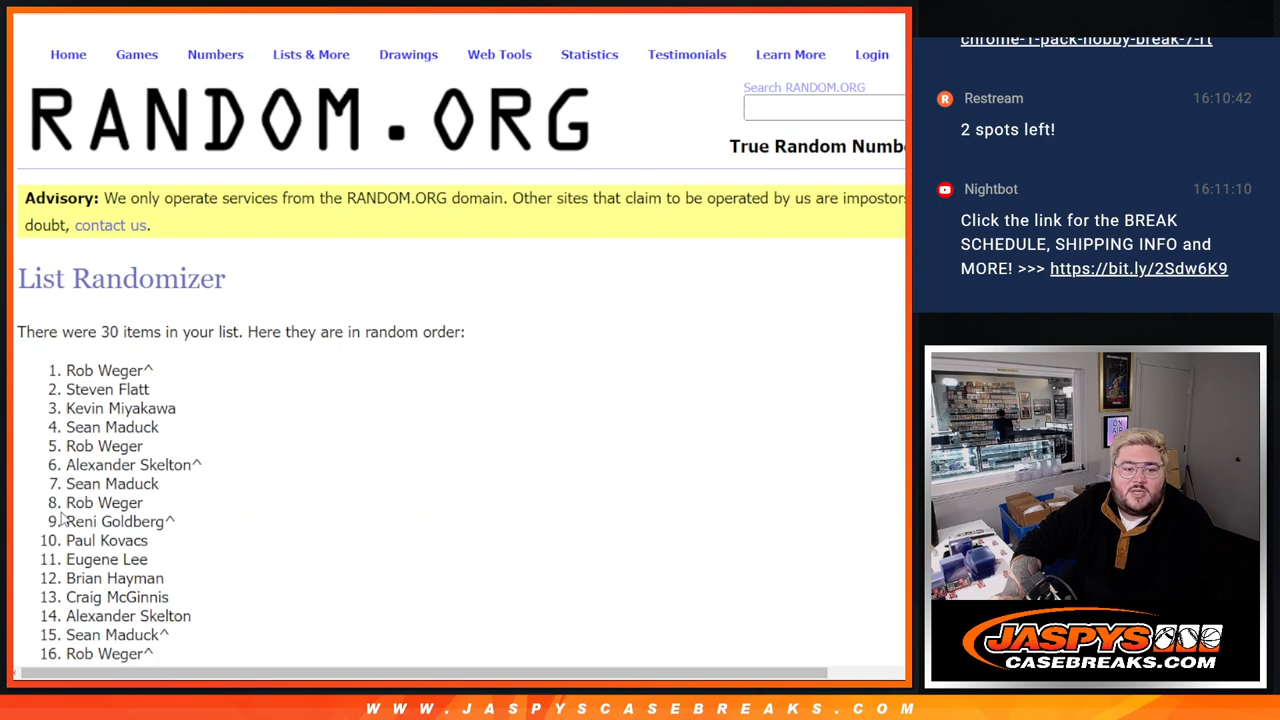 Home Games Numbers Lists & More Drawings Web Tools Statistics Testimonials Learn More Login
RANDOM.ORG
Search RANDOM.ORG
True Random Numb
Advisory: We only operate services from the RANDOM.ORG domain. Other sites that claim to be operated by us are impostors
doubt, contact us.
List Randomizer
There were 30 items in your list. Here they are in random order:
1. Rob Weger^
2. Steven Flatt
3. Kevin Miyakawa
4. Sean Maduck
5. Rob Weger
6. Alexander Skelton^
7. Sean Maduck
8. Rob Weger
9. Reni Goldberg^
10. Paul Kovacs
11. Eugene Lee
12. Brian Hayman
13. Craig McGinnis
14. Alexander Skelton
15. Sean Maduck^
16. Rob Weger^
chrome-1-pack-hobby-break-7-rt
Restream 16:10:42
2 spots left!
Nightbot 16:11:10
Click the link for the BREAK
SCHEDULE, SHIPPING INFO and
MORE! >>> https://bit.ly/2Sdw6K9
ON
AIR
JASPYS
CASEBREAKS.COM
WWW.JASPYSCASEBREAKS.COM